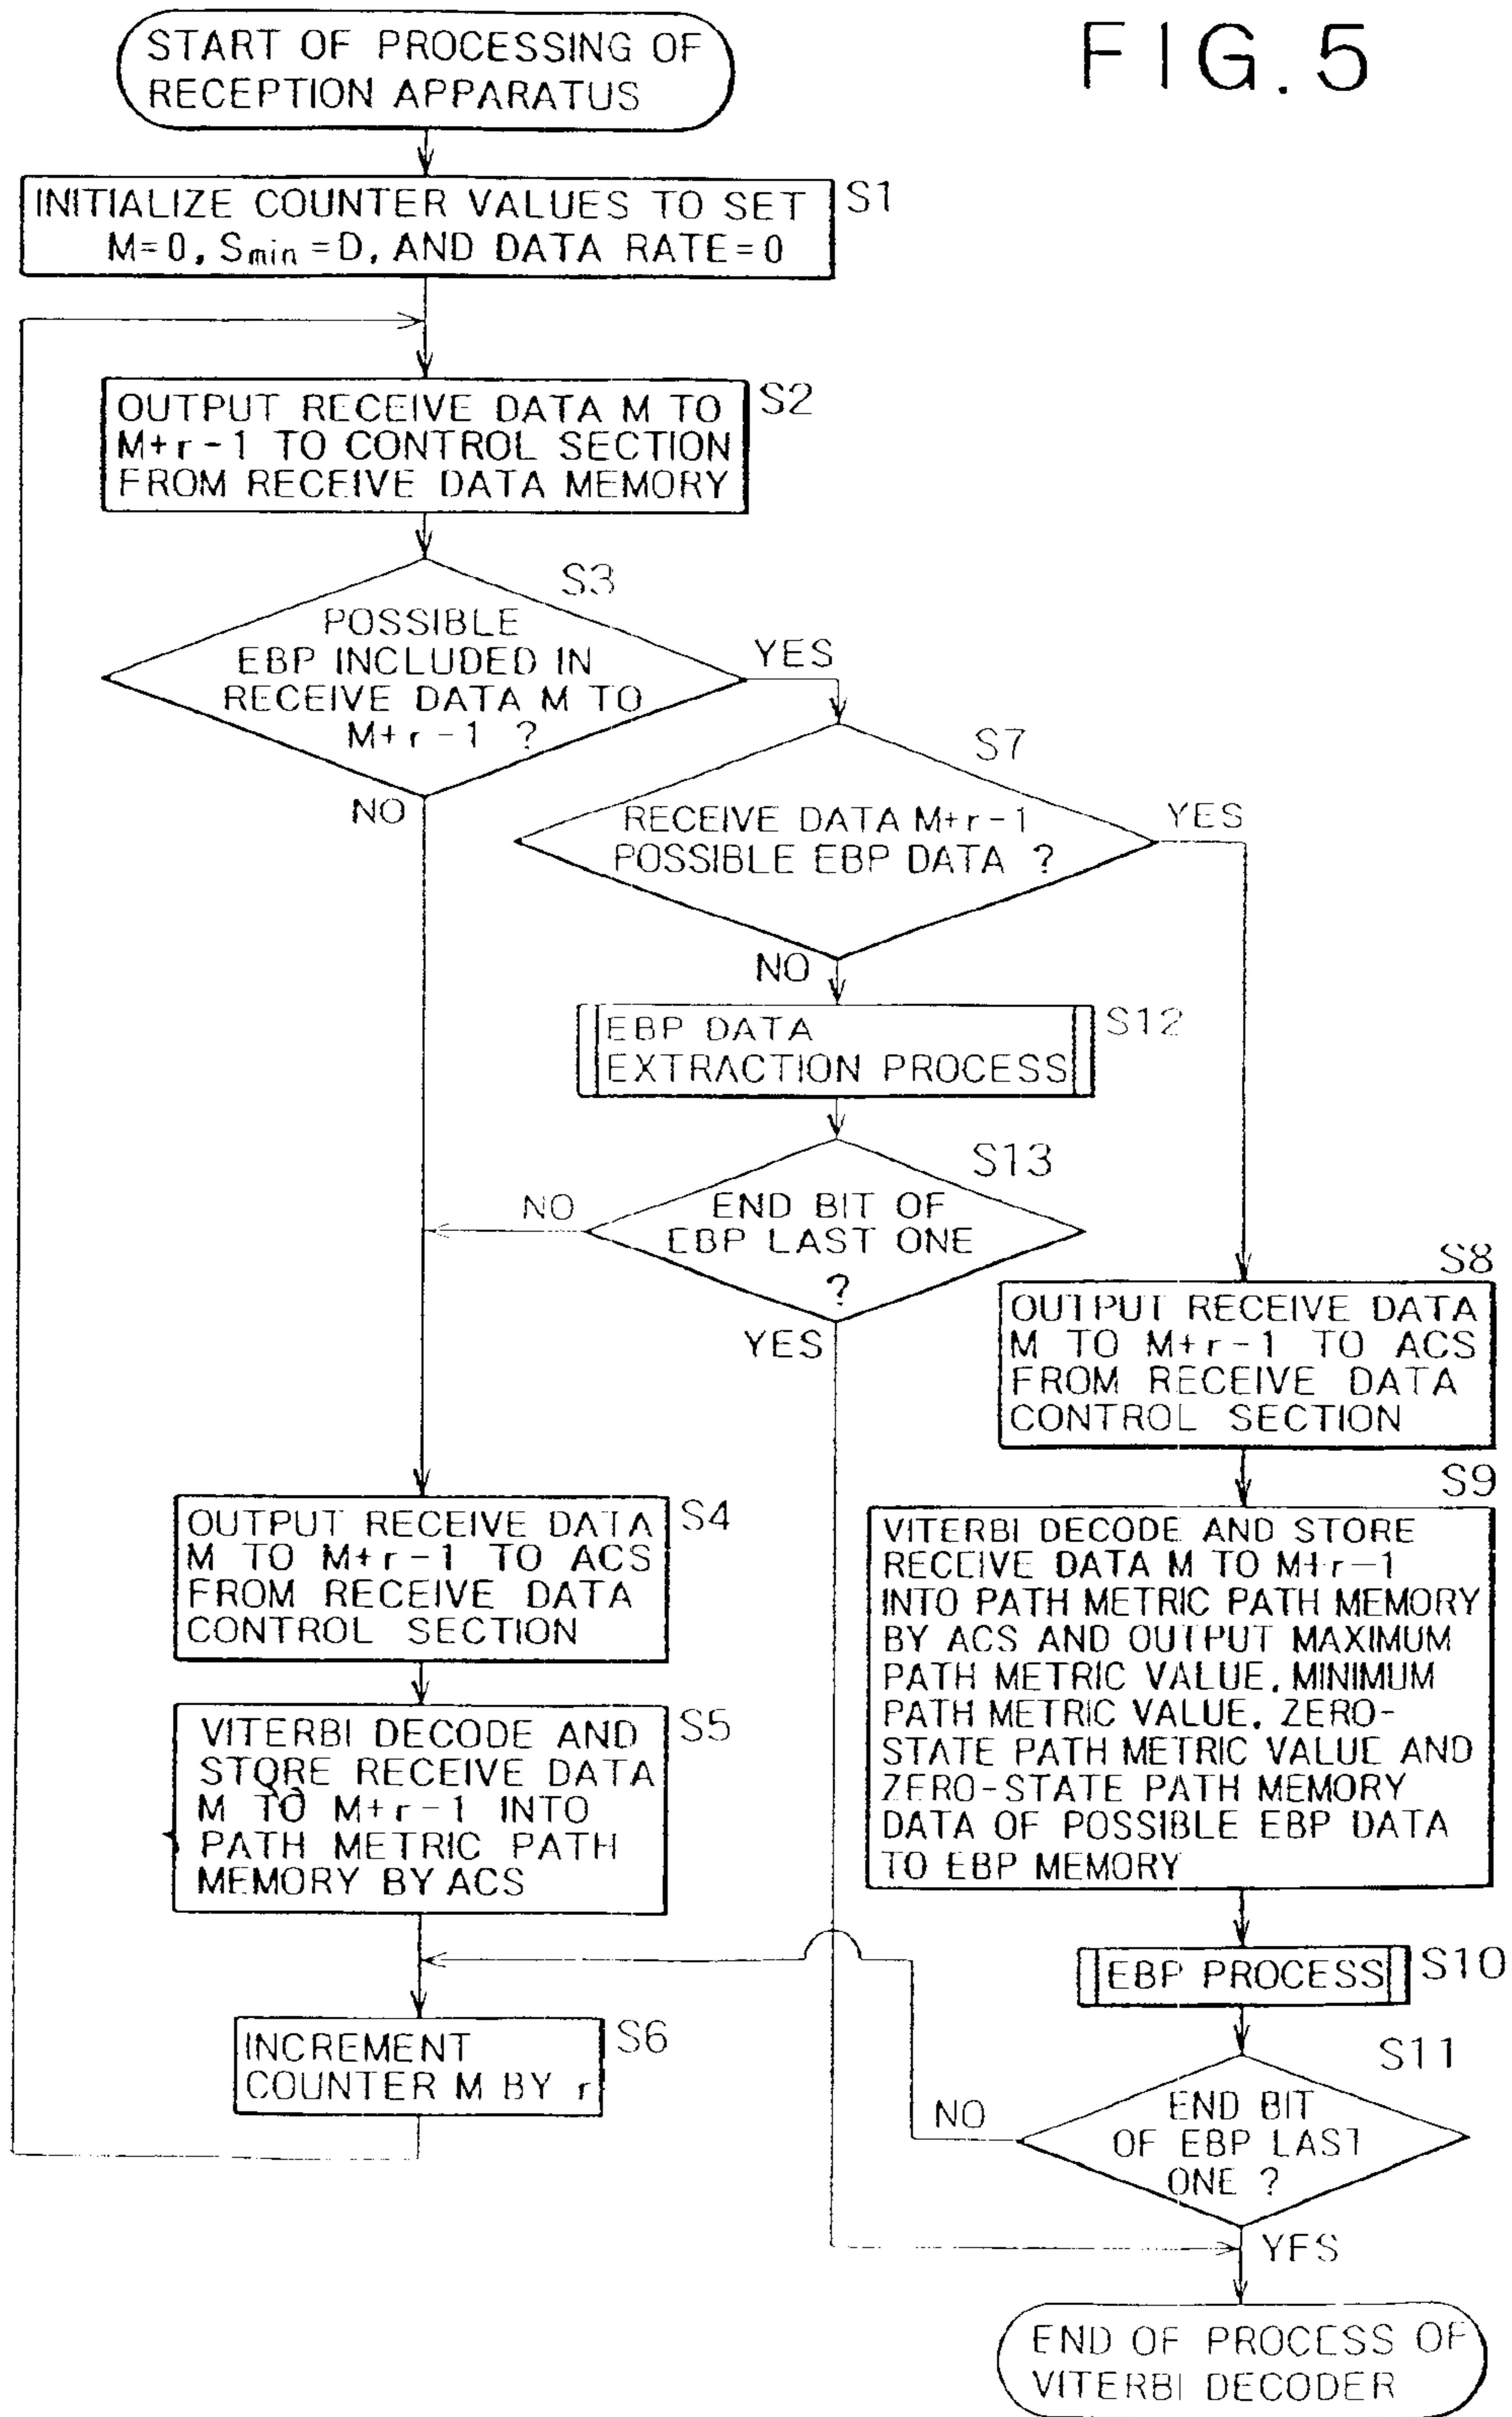 FIG. 5
START OF PROCESSING OF
RECEPTION APPARATUS
INITIALIZE COUNTER VALUES TO SET
M=0, Smin=D, AND DATA RATE=0
S1
OUTPUT RECEIVE DATA M TO
M+r-1 TO CONTROL SECTION
FROM RECEIVE DATA MEMORY
S2
S3
POSSIBLE
EBP INCLUDED IN
RECEIVE DATA M TO
M+r-1 ?
YES
NO
S7
RECEIVE DATA M+r-1
POSSIBLE EBP DATA ?
YES
NO
EBP DATA
EXTRACTION PROCESS
S12
S13
END BIT OF
EBP LAST ONE
?
NO
YES
S8
OUTPUT RECEIVE DATA
M TO M+r-1 TO ACS
FROM RECEIVE DATA
CONTROL SECTION
OUTPUT RECEIVE DATA
M TO M+r-1 TO ACS
FROM RECEIVE DATA
CONTROL SECTION
S4
S9
VITERBI DECODE AND STORE
RECEIVE DATA M TO M+r-1
INTO PATH METRIC PATH MEMORY
BY ACS AND OUTPUT MAXIMUM
PATH METRIC VALUE, MINIMUM
PATH METRIC VALUE, ZERO-
STATE PATH METRIC VALUE AND
ZERO-STATE PATH MEMORY
DATA OF POSSIBLE EBP DATA
TO EBP MEMORY
VITERBI DECODE AND
STORE RECEIVE DATA
M TO M+r-1 INTO
PATH METRIC PATH
MEMORY BY ACS
S5
EBP PROCESS
S10
INCREMENT
COUNTER M BY r
S6
S11
END BIT
OF EBP LAST
ONE ?
NO
YES
END OF PROCESS OF
VITERBI DECODER